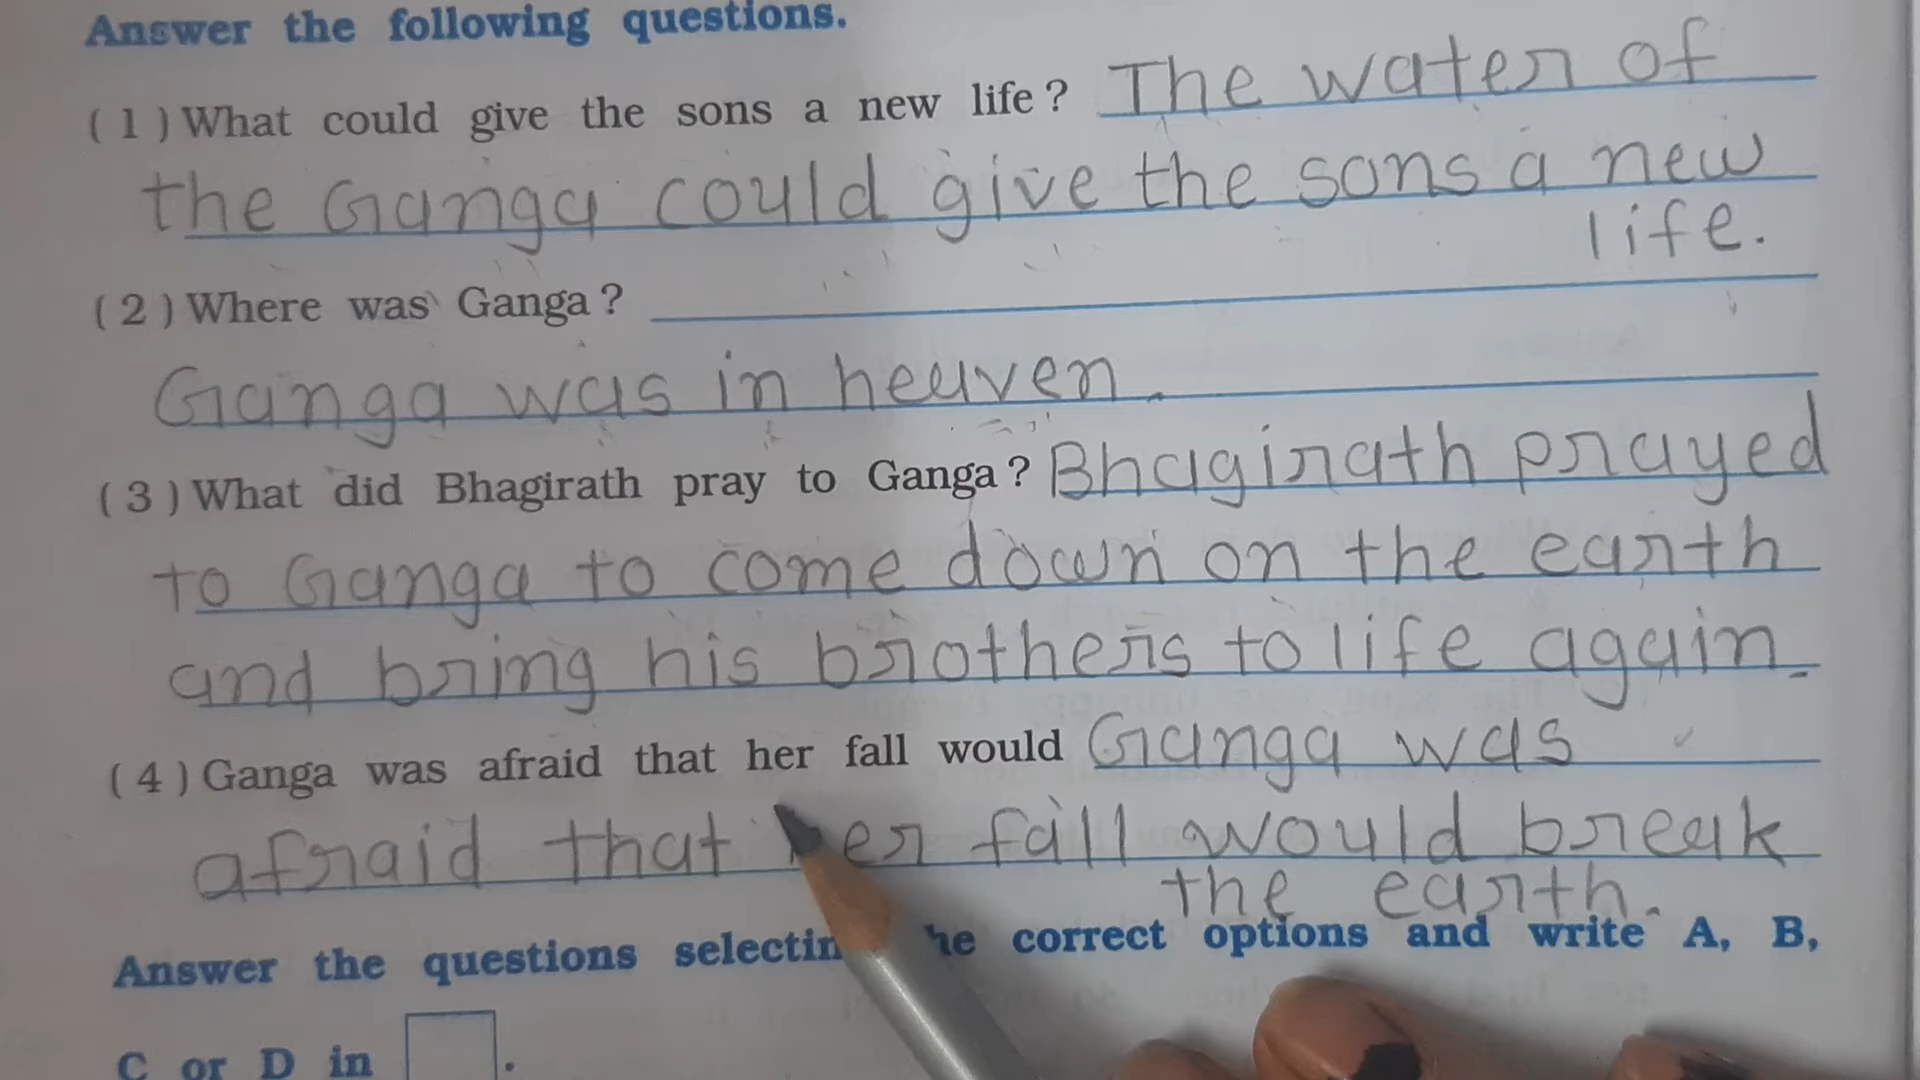 Answer the following questions.
(1) What could give the sons a new life? The water of
the Ganga could give the sons a new
life.
(2) Where was Ganga?
Ganga was in heaven.
(3) What did Bhagirath pray to Ganga? Bhagirath prayed
to Ganga to come down on the earth
and bring his brothers to life again.
(4) Ganga was afraid that her fall would Ganga was
afraid that her fall would break
the earth.
Answer the questions selecting the correct options and write A, B,
C or D in .